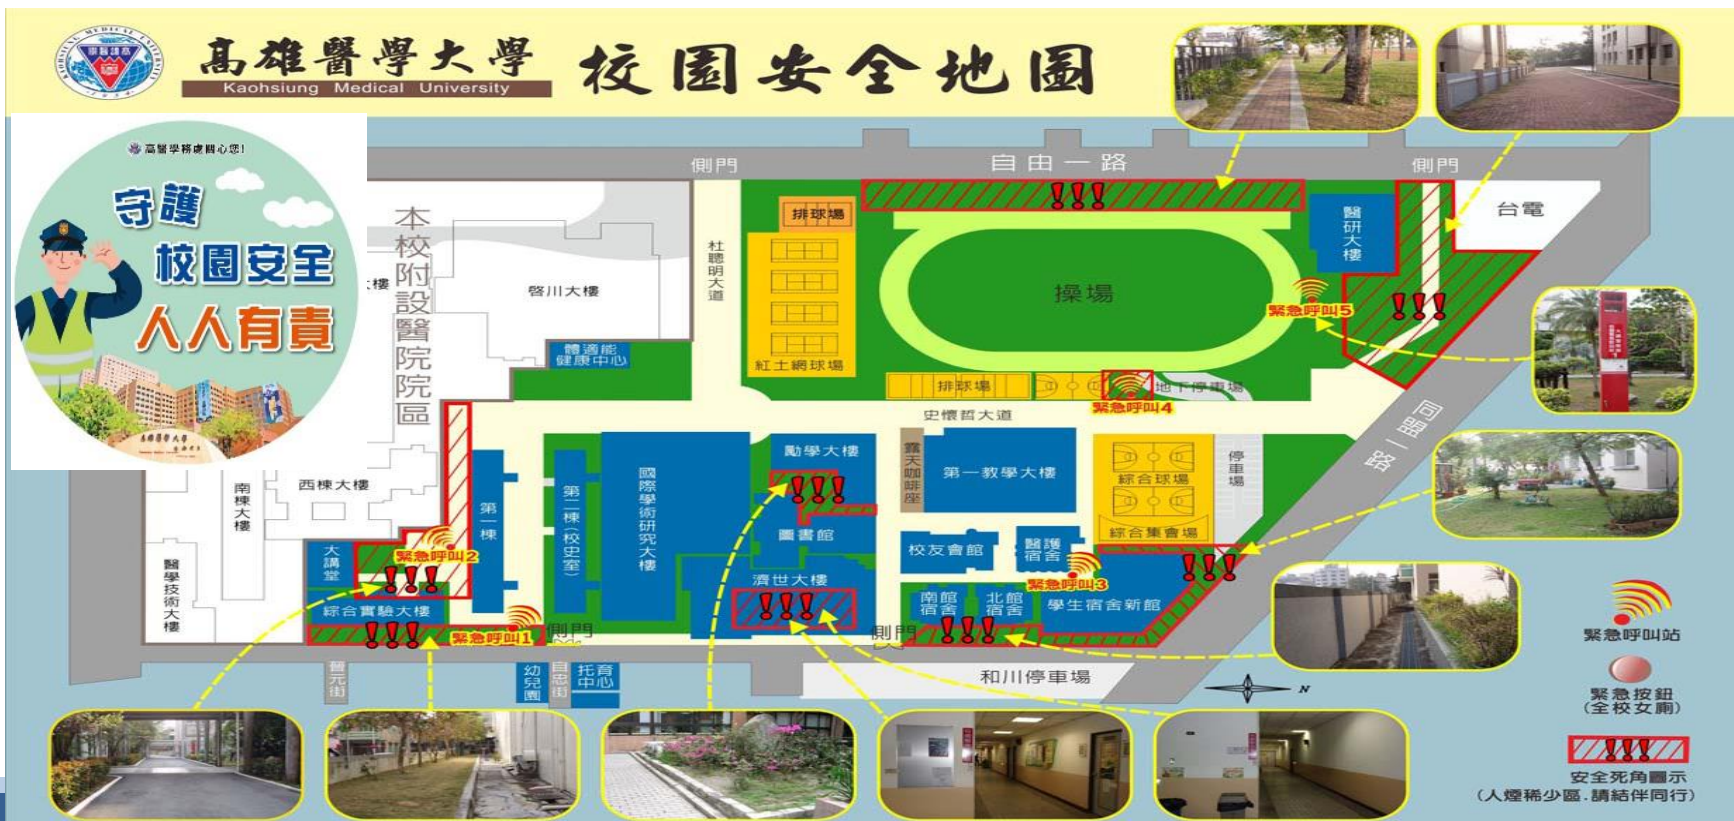 高雄醫學大學
Kaohsiung Medical University
校園安全地圖
高醫學務處關心您!
守護
校園安全
人人有責
側門
自由一路
側門
台電
醫研大樓
排球場
杜聰明大道
本校附設醫院院區
樓
啓川大樓
操場
緊急呼叫5
紅土網球場
體適能
健康中心
排球場
地下停車場
緊急呼叫4
史懷哲大道
同盟一路
勵學大樓
露天咖啡座
第一教學大樓
綜合球場
停車場
南棟大樓
西棟大樓
第一棟
第二棟(校史室)
國際學術研究大樓
圖書館
校友會館
醫護
宿舍
綜合集會場
大講堂
緊急呼叫2
醫學技術大樓
濟世大樓
緊急呼叫3
綜合實驗大樓
南館
宿舍
北館
宿舍
學生宿舍新館
緊急呼叫1
側門
側門
幼兒園
自忠街
托育
中心
和川停車場
N
緊急呼叫站
緊急按鈕
(全校女廁)
安全死角圖示
(人煙稀少區.請結伴同行)